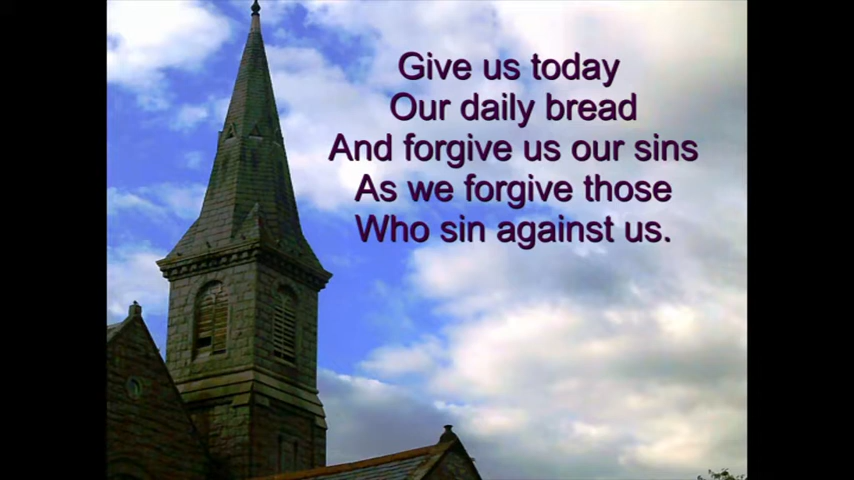 Give us today
Our daily bread
And forgive us our sins
As we forgive those
Who sin against us.